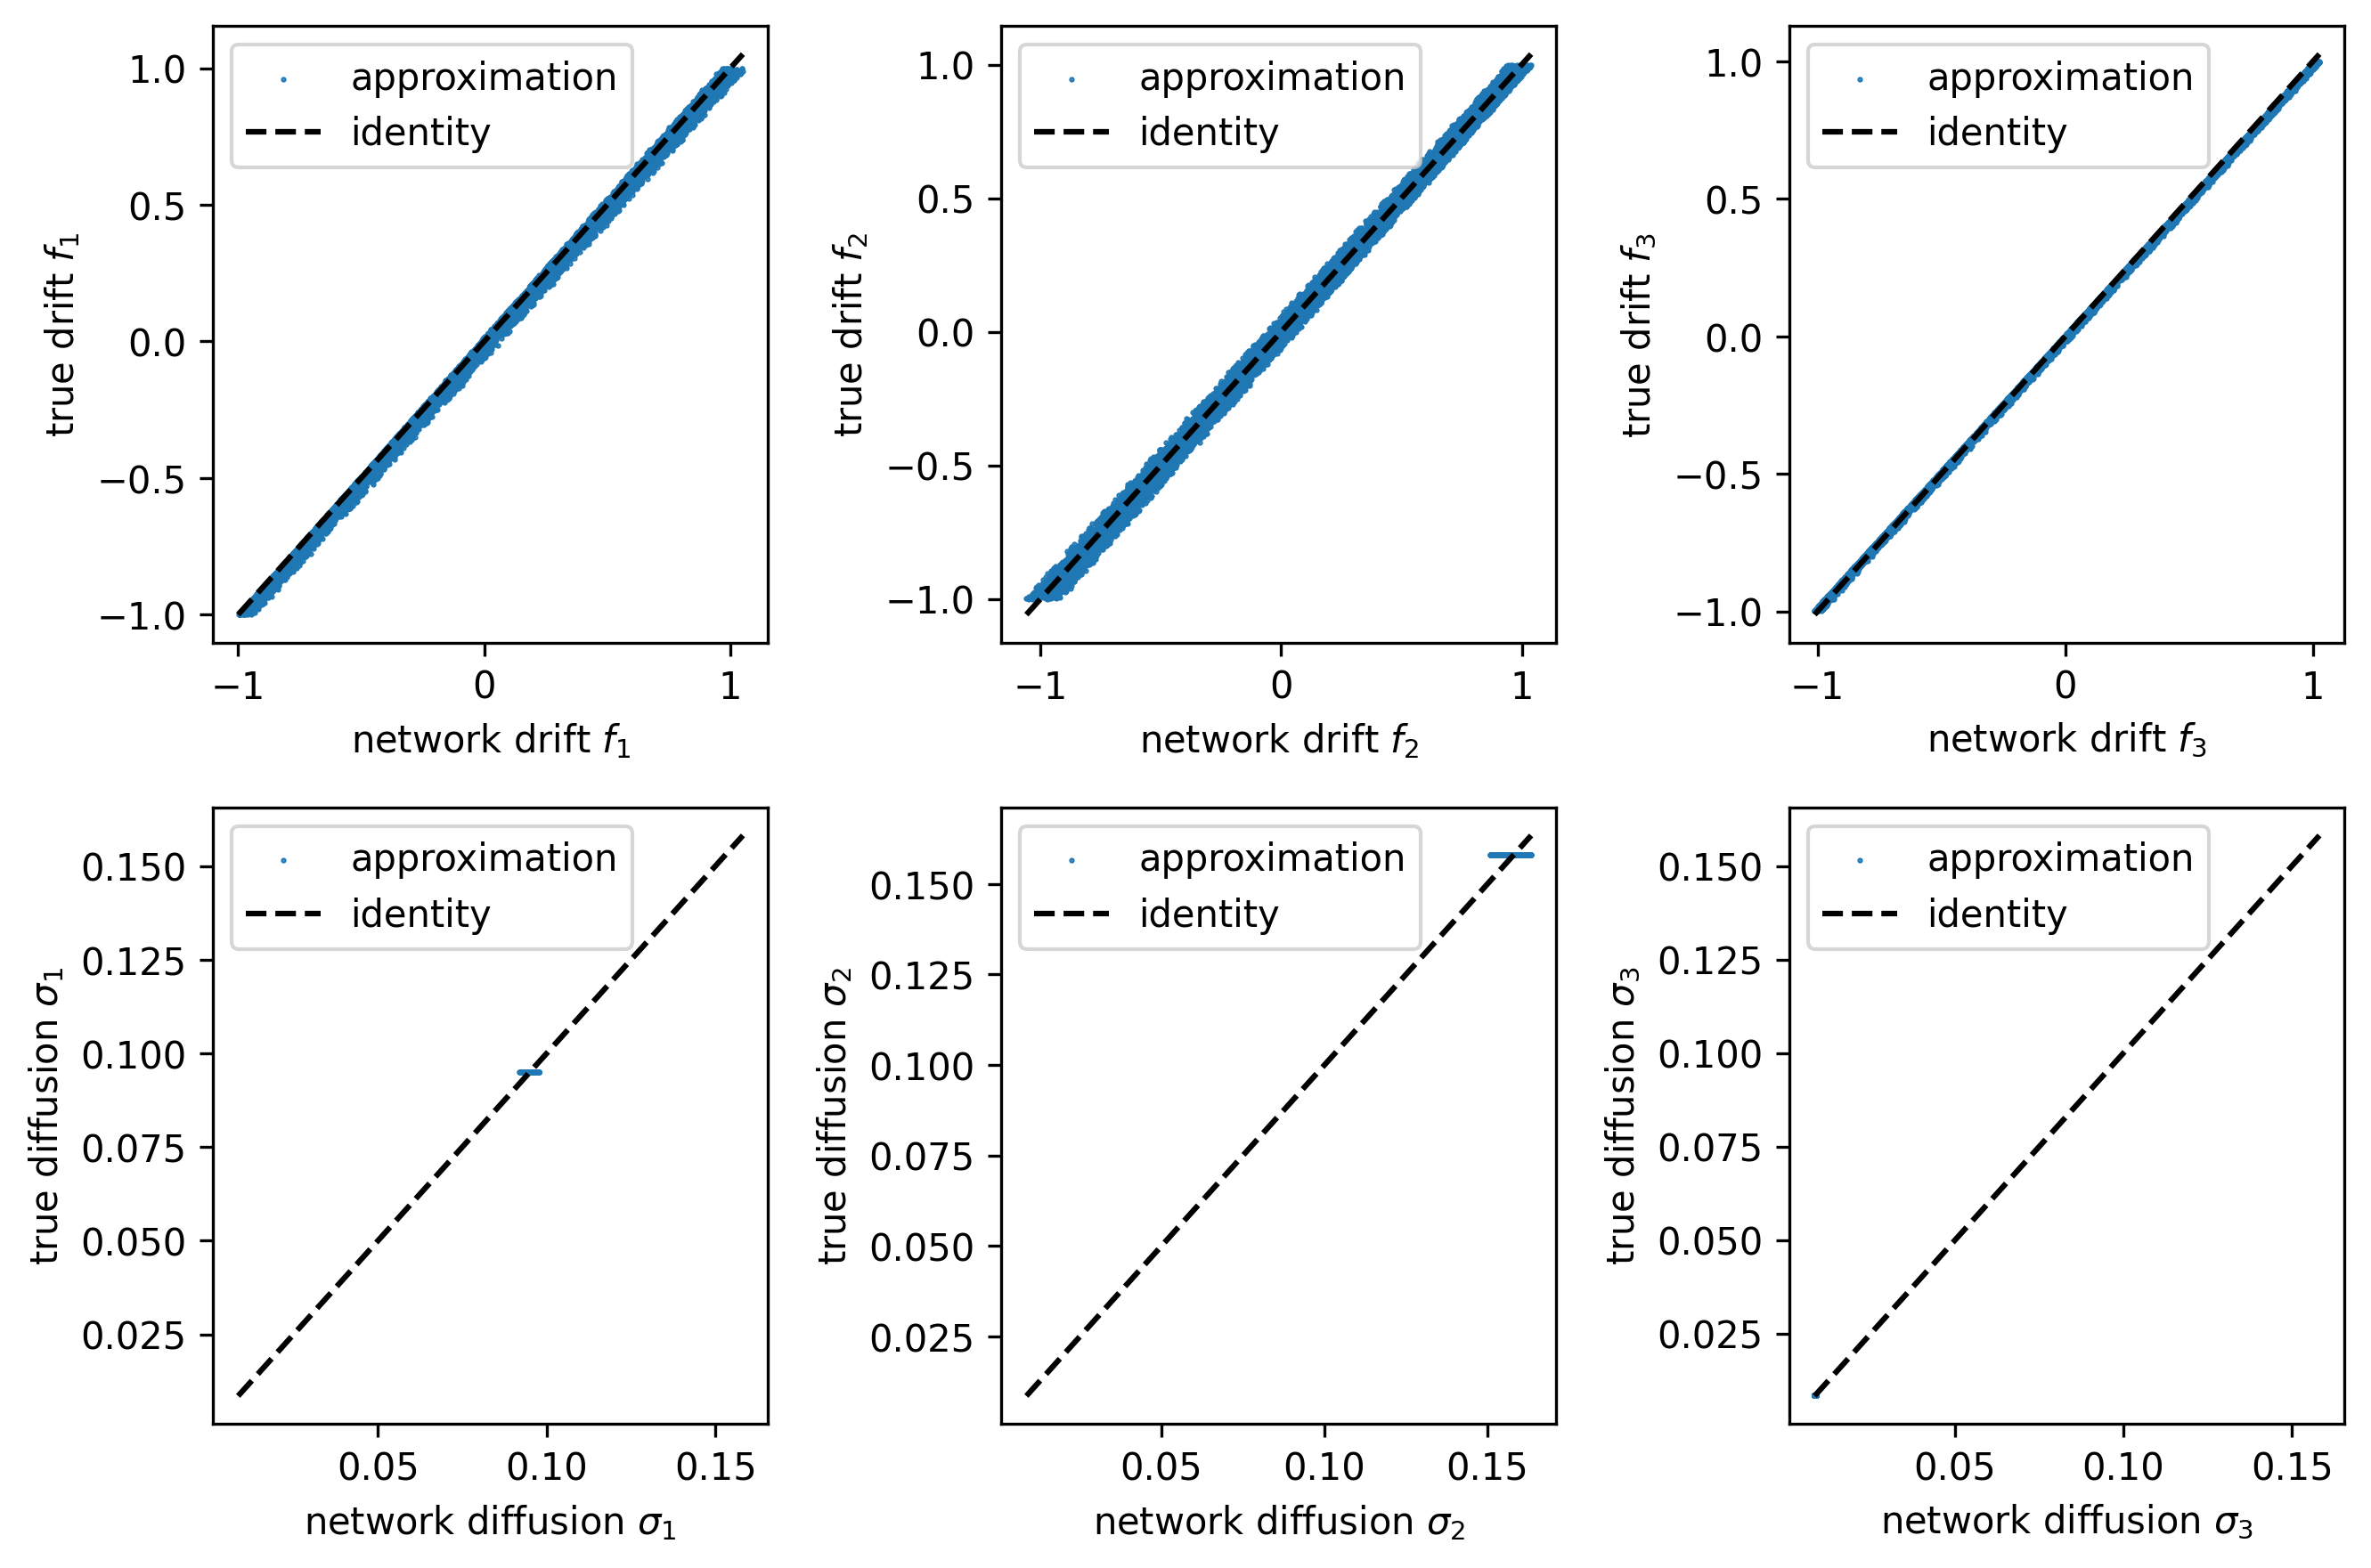 approximation
identity
1.0
0.5
0.0
−0.5
−1.0
true drift f₁
−1 0 1
network drift f₁
approximation
identity
1.0
0.5
0.0
−0.5
−1.0
true drift f₂
−1 0 1
network drift f₂
approximation
identity
1.0
0.5
0.0
−0.5
−1.0
true drift f₃
−1 0 1
network drift f₃
approximation
identity
0.150
0.125
0.100
0.075
0.050
0.025
true diffusion σ₁
0.05 0.10 0.15
network diffusion σ₁
approximation
identity
0.150
0.125
0.100
0.075
0.050
0.025
true diffusion σ₂
0.05 0.10 0.15
network diffusion σ₂
approximation
identity
0.150
0.125
0.100
0.075
0.050
0.025
true diffusion σ₃
0.05 0.10 0.15
network diffusion σ₃